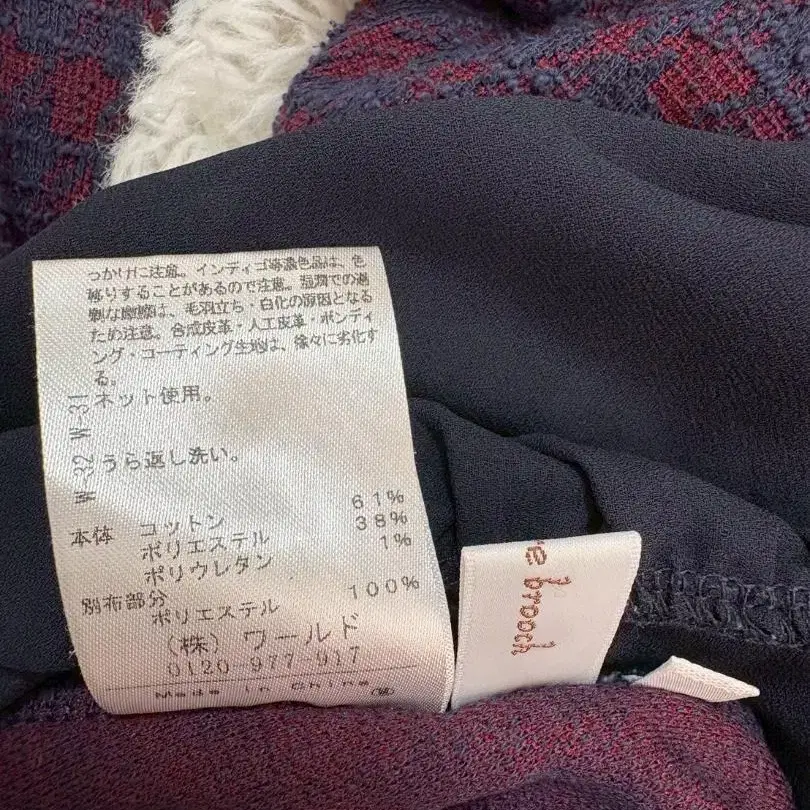 つかけに注意。インディゴ等濃色品は、色
移りすることがあるので注意。湿潤での過
剰な摩擦は、毛羽立ち・白化の原因となる
ため注意。合成皮革・人工皮革・ボンディ
ング・コーティング生地は、徐々に劣化す
る。
W-31 ネット使用。
W-32 うら返し洗い。
本体 コットン 61%
ポリエステル 38%
ポリウレタン 1%
別布部分
ポリエステル 100%
(株) ワールド
0120-977-917
Made in China
re brooch